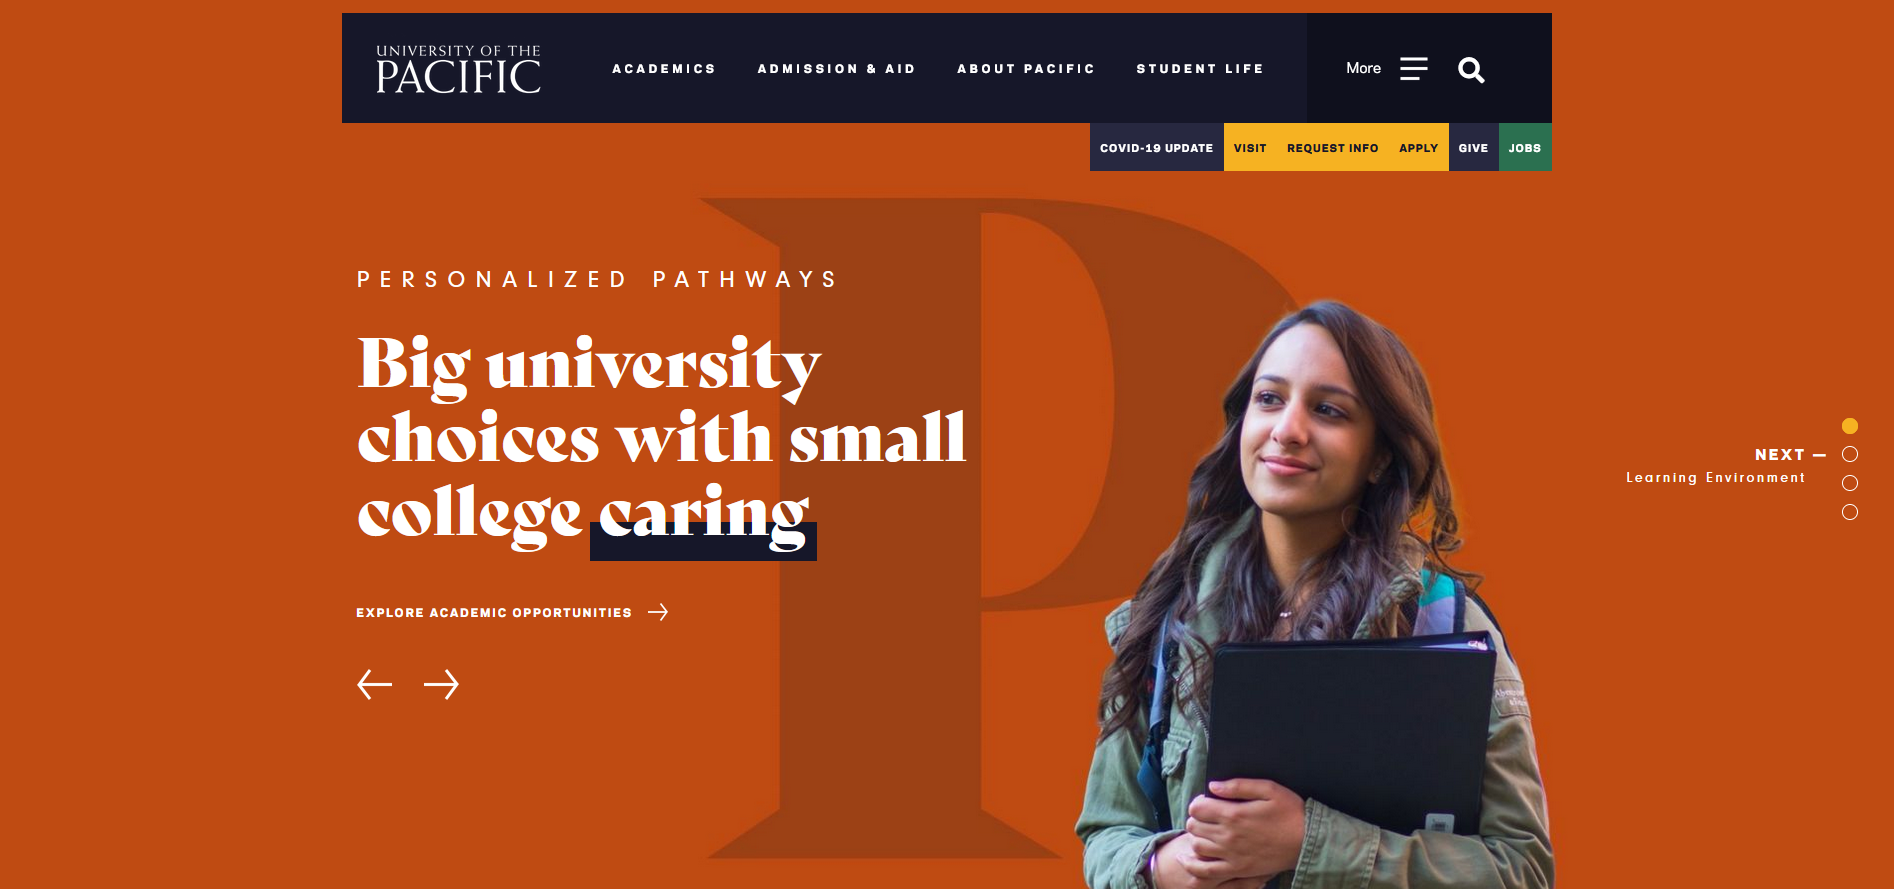 UNIVERSITY OF THE
PACIFIC
ACADEMICS
ADMISSION & AID
ABOUT PACIFIC
STUDENT LIFE
More
COVID-19 UPDATE
VISIT
REQUEST INFO
APPLY
GIVE
JOBS
P
PERSONALIZED PATHWAYS
Big university
choices with small
college caring
EXPLORE ACADEMIC OPPORTUNITIES
NEXT
Learning Environment